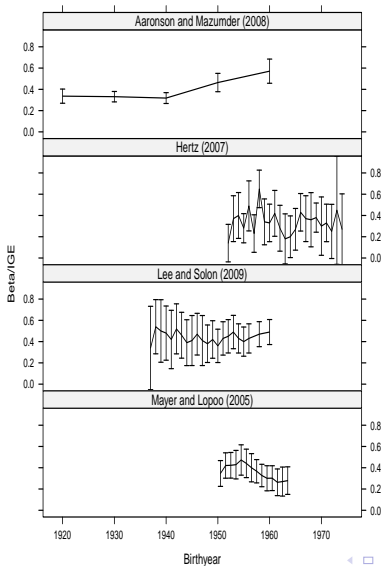 Aaronson and Mazumder (2008)
0.8
0.6
0.4
0.2
0.0
Hertz (2007)
0.8
0.6
0.4
0.2
0.0
Beta/IGE
Lee and Solon (2009)
0.8
0.6
0.4
0.2
0.0
Mayer and Lopoo (2005)
0.8
0.6
0.4
0.2
0.0
1920 1930 1940 1950 1960 1970
Birthyear